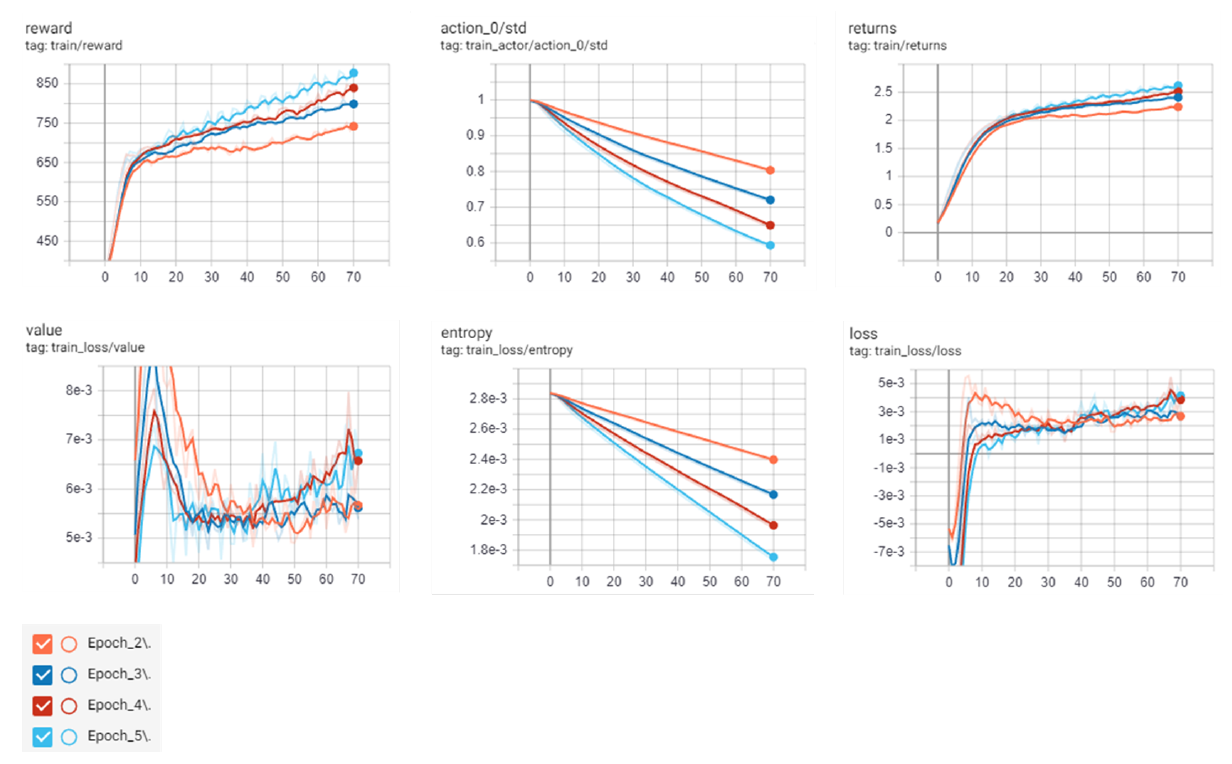 reward
tag: train/reward
850
750
650
550
450
0 10 20 30 40 50 60 70
action_0/std
tag: train_actor/action_0/std
1
0.9
0.8
0.7
0.6
0 10 20 30 40 50 60 70
returns
tag: train/returns
2.5
2
1.5
1
0.5
0
0 10 20 30 40 50 60 70
value
tag: train_loss/value
8e-3
7e-3
6e-3
5e-3
0 10 20 30 40 50 60 70
entropy
tag: train_loss/entropy
2.8e-3
2.6e-3
2.4e-3
2.2e-3
2e-3
1.8e-3
0 10 20 30 40 50 60 70
loss
tag: train_loss/loss
5e-3
3e-3
1e-3
-1e-3
-3e-3
-5e-3
-7e-3
0 10 20 30 40 50 60 70
Epoch_2\.
Epoch_3\.
Epoch_4\.
Epoch_5\.